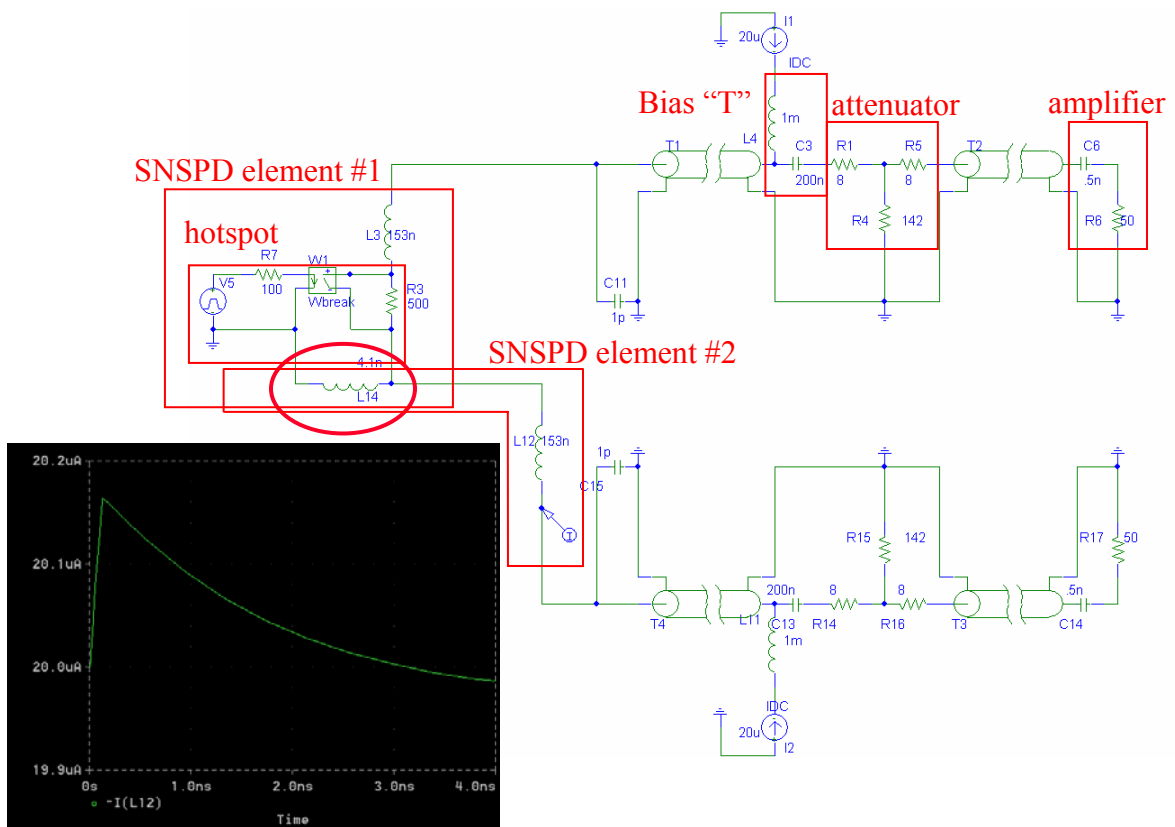 I1
20u
IDC
Bias “T”
attenuator
amplifier
1m
T1
L4
C3
R1
R5
T2
C6
200n
8
8
.5n
R4
142
R6
50
SNSPD element #1
L3
153n
hotspot
R7
W1
V5
100
Wbreak
R3
500
C11
1p
SNSPD element #2
4.1n
L14
L12
153n
1p
C15
I
R15
142
R17
50
200n
8
8
.5n
T4
L11
C13
R14
R16
T3
C14
1m
IDC
20u
I2
20.2uA
20.1uA
20.0uA
19.9uA
0s
1.0ns
2.0ns
3.0ns
4.0ns
-I(L12)
Time